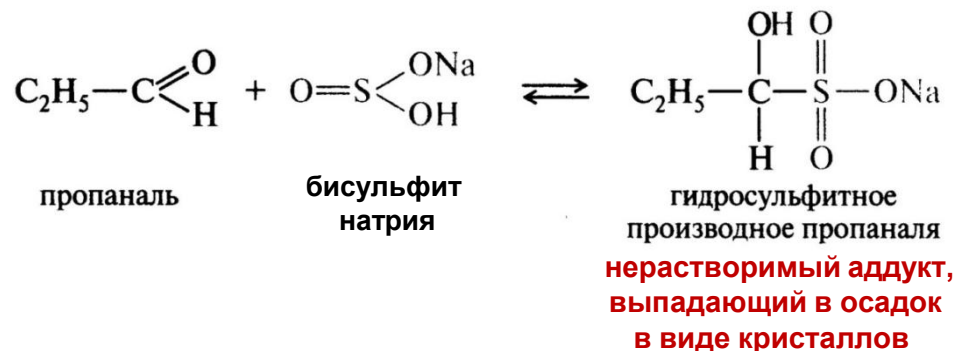 OH O
C₂H₅—C O H + O=S ONa OH ⇌ C₂H₅—C—S—ONa
H O
пропаналь
бисульфит
натрия
гидросульфитное
производное пропаналя
нерастворимый аддукт,
выпадающий в осадок
в виде кристаллов